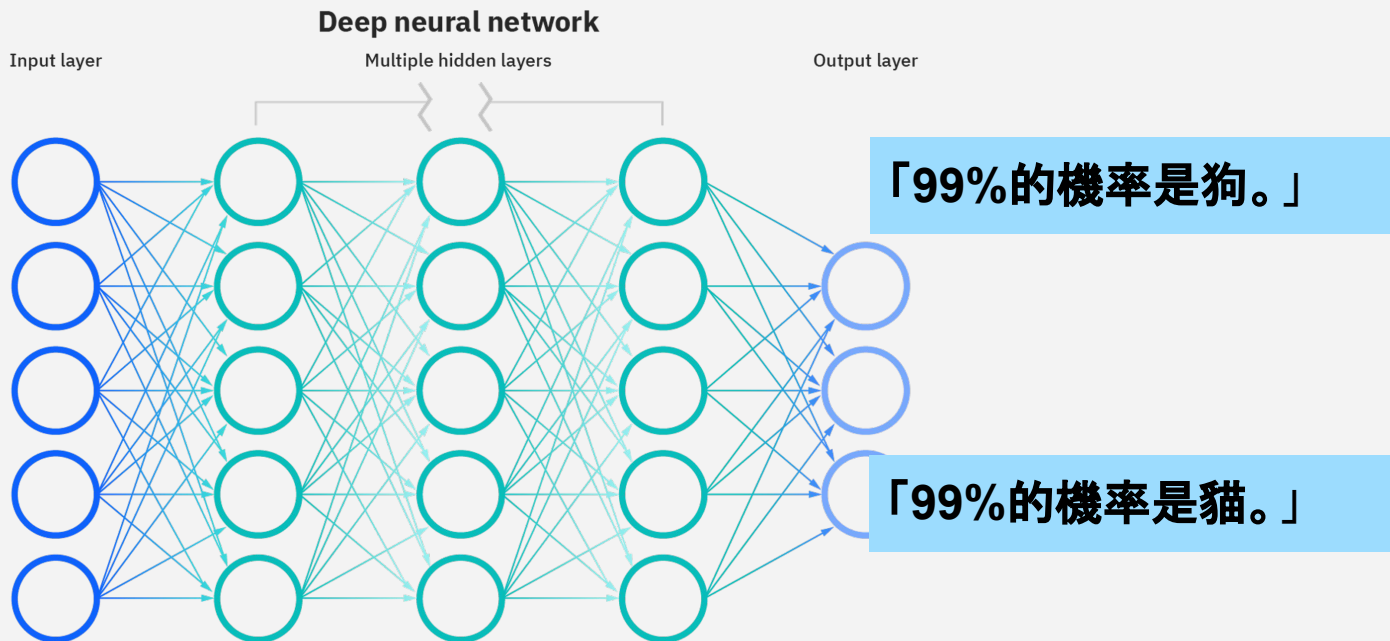 Deep neural network
Input layer
Multiple hidden layers
Output layer
「99%的機率是狗。」
「99%的機率是貓。」